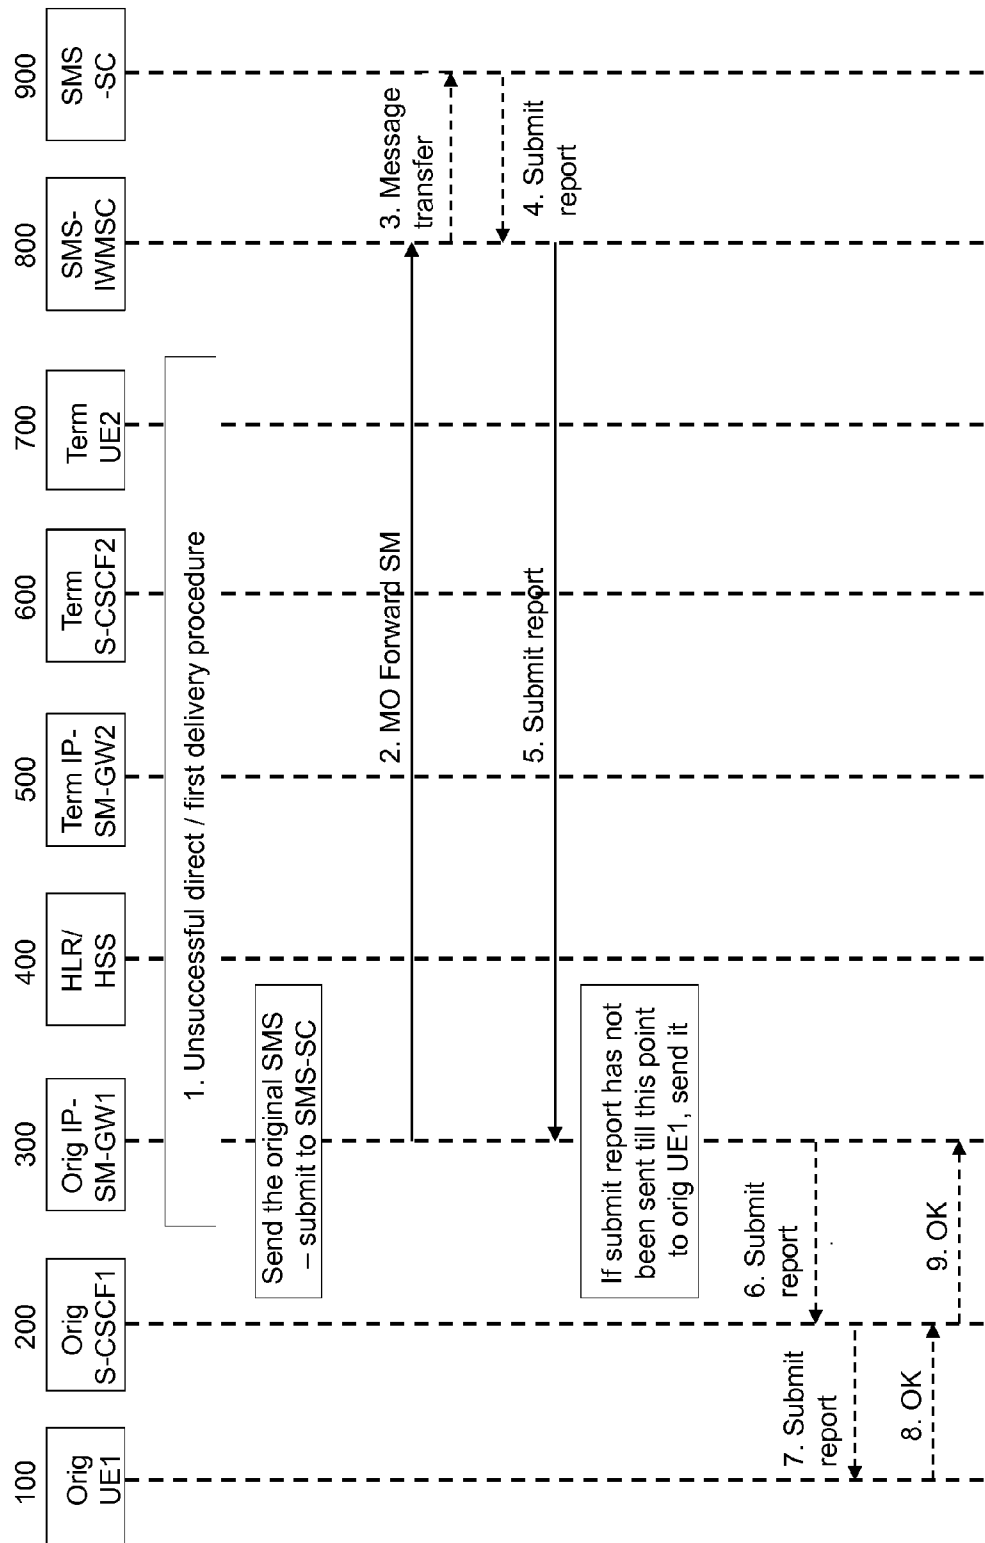 100
200
300
400
500
600
700
800
900
Orig
UE1
Orig
S-CSCF1
Orig IP-
SM-GW1
HLR/
HSS
Term IP-
SM-GW2
Term
S-CSCF2
Term
UE2
SMS-
IWMSC
SMS
-SC
1. Unsuccessful direct / first delivery procedure
Send the original SMS
– submit to SMS-SC
2. MO Forward SM
3. Message
transfer
4. Submit
report
5. Submit report
If submit report has not
been sent till this point
to orig UE1, send it
6. Submit
report
7. Submit
report
8. OK
9. OK